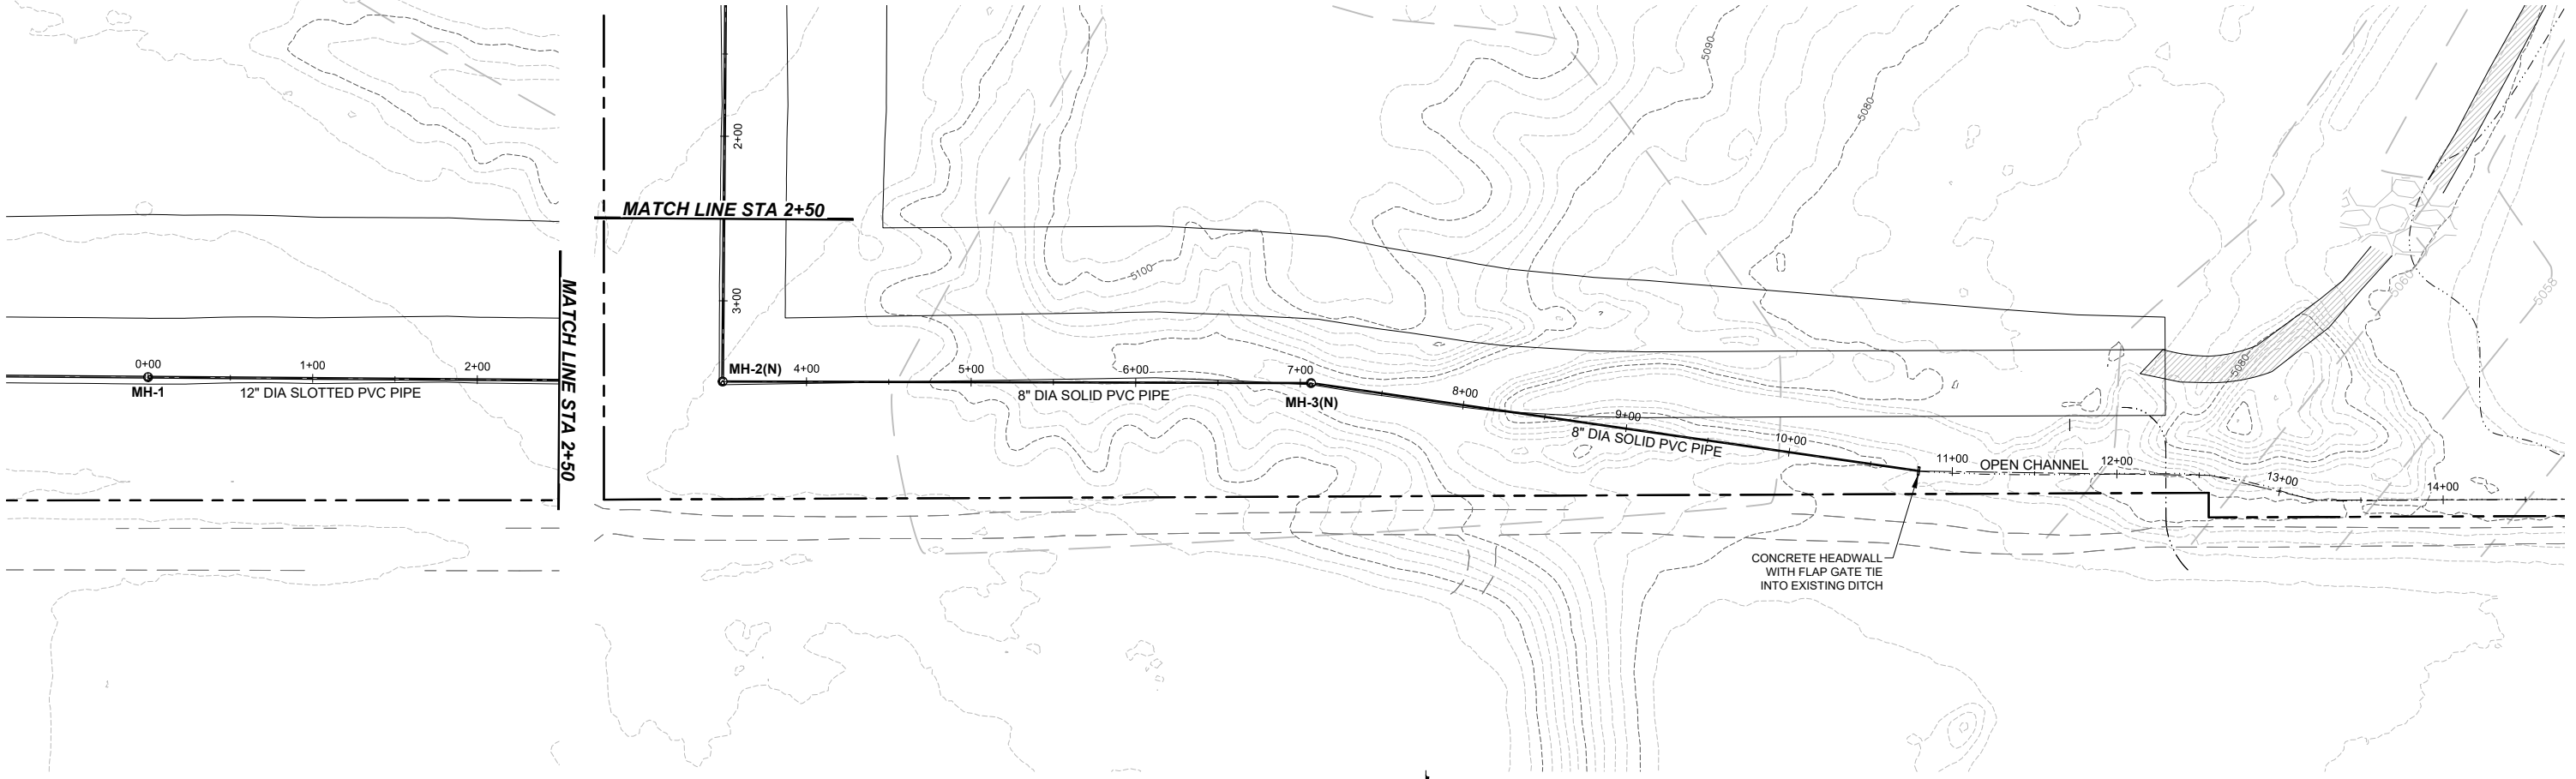 0+00
1+00
2+00
MH-1
12" DIA SLOTTED PVC PIPE
MATCH LINE STA 2+50
2+00
MATCH LINE STA 2+50
3+00
MH-2(N)
4+00
5+00
6+00
7+00
8" DIA SOLID PVC PIPE
MH-3(N)
8+00
9+00
10+00
8" DIA SOLID PVC PIPE
11+00
OPEN CHANNEL
12+00
13+00
14+00
CONCRETE HEADWALL
WITH FLAP GATE TIE
INTO EXISTING DITCH
5100
5090
5080
5080
5058